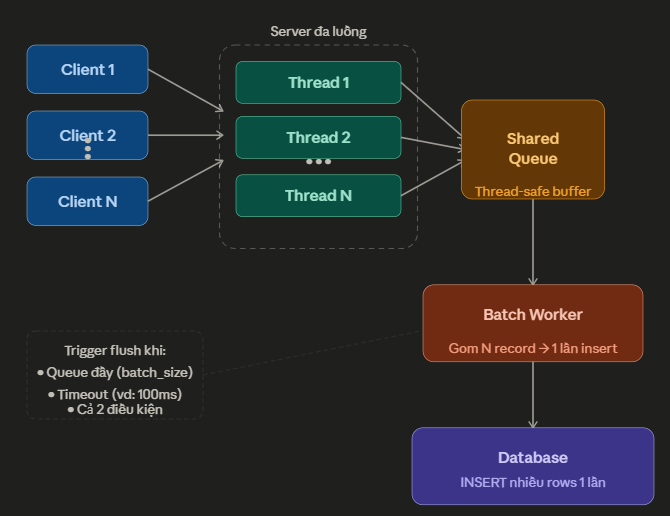 Server đa luồng
Client 1
Client 2
Client N
Thread 1
Thread 2
Thread N
Shared
Queue
Thread-safe buffer
Batch Worker
Gom N record → 1 lần insert
Trigger flush khi:
• Queue đầy (batch_size)
• Timeout (vd: 100ms)
• Cả 2 điều kiện
Database
INSERT nhiều rows 1 lần